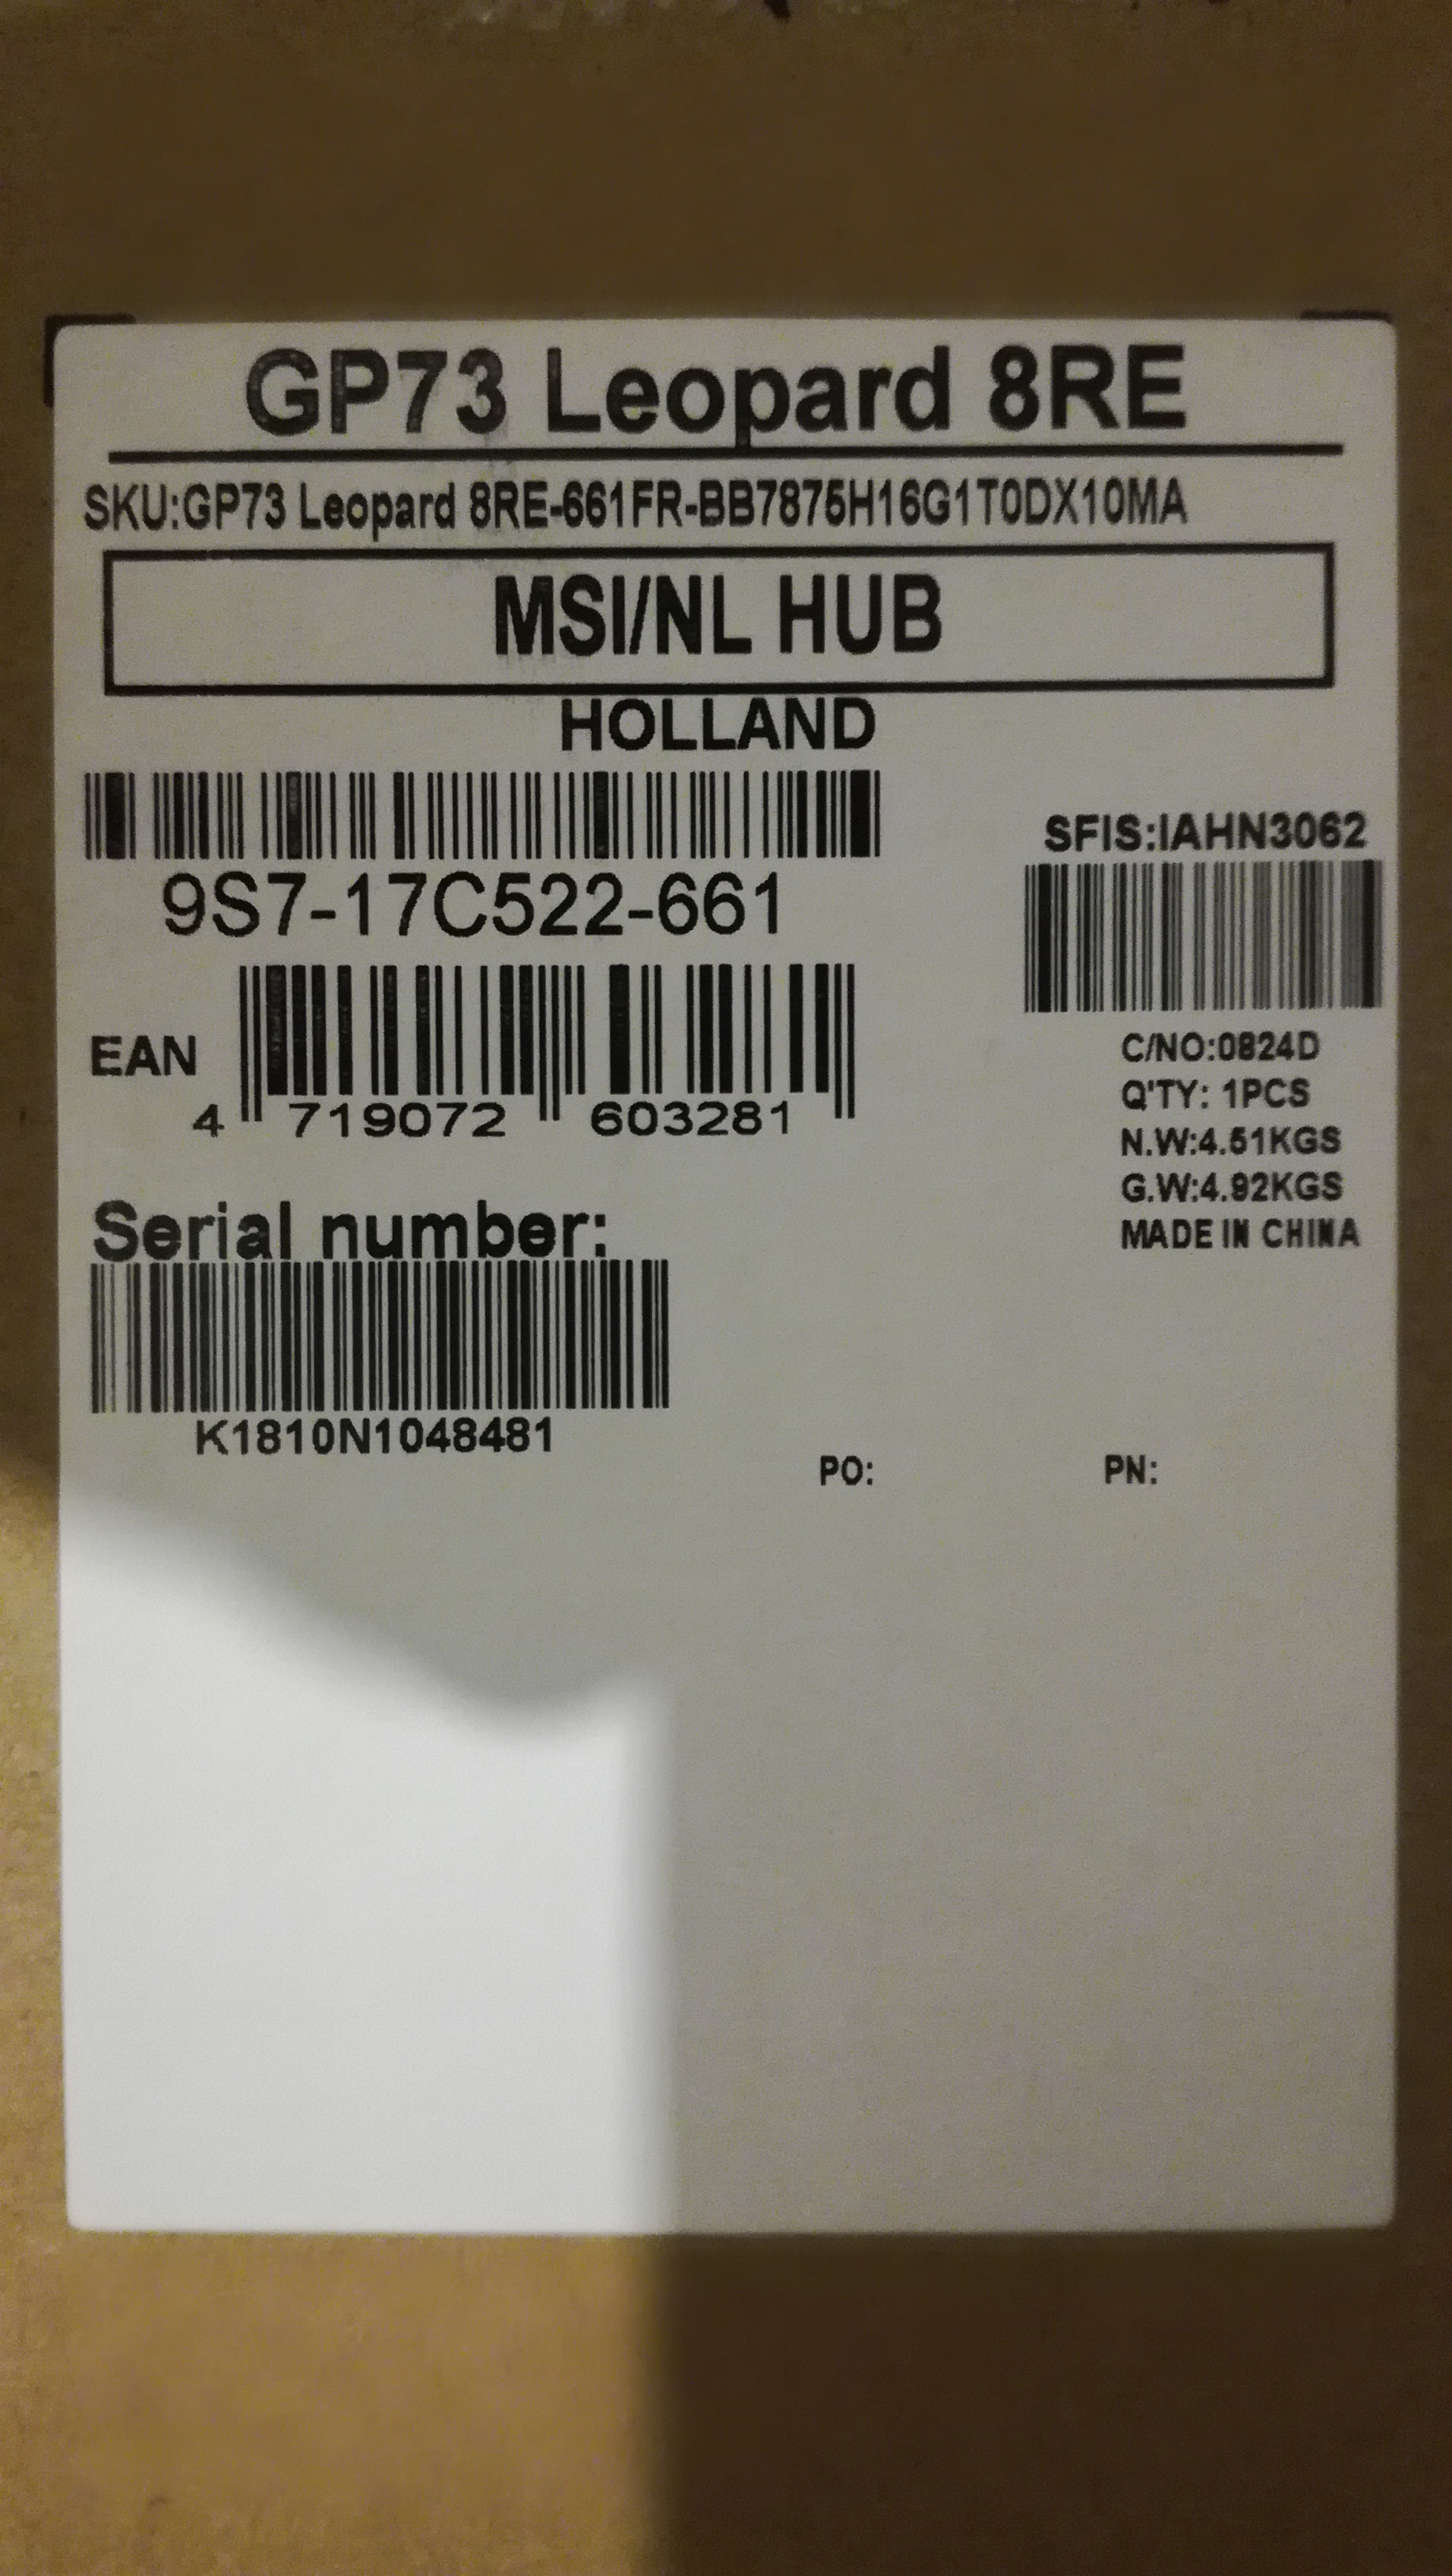 GP73 Leopard 8RE
SKU:GP73 Leopard 8RE-661FR-BB7875H16G1T0DX10MA
MSI/NL HUB
HOLLAND
9S7-17C522-661
SFIS:IAHN3062
EAN
4 719072 603281
C/NO:0824D
Q'TY: 1PCS
N.W:4.51KGS
G.W:4.92KGS
MADE IN CHINA
Serial number:
K1810N1048481
PO:
PN: